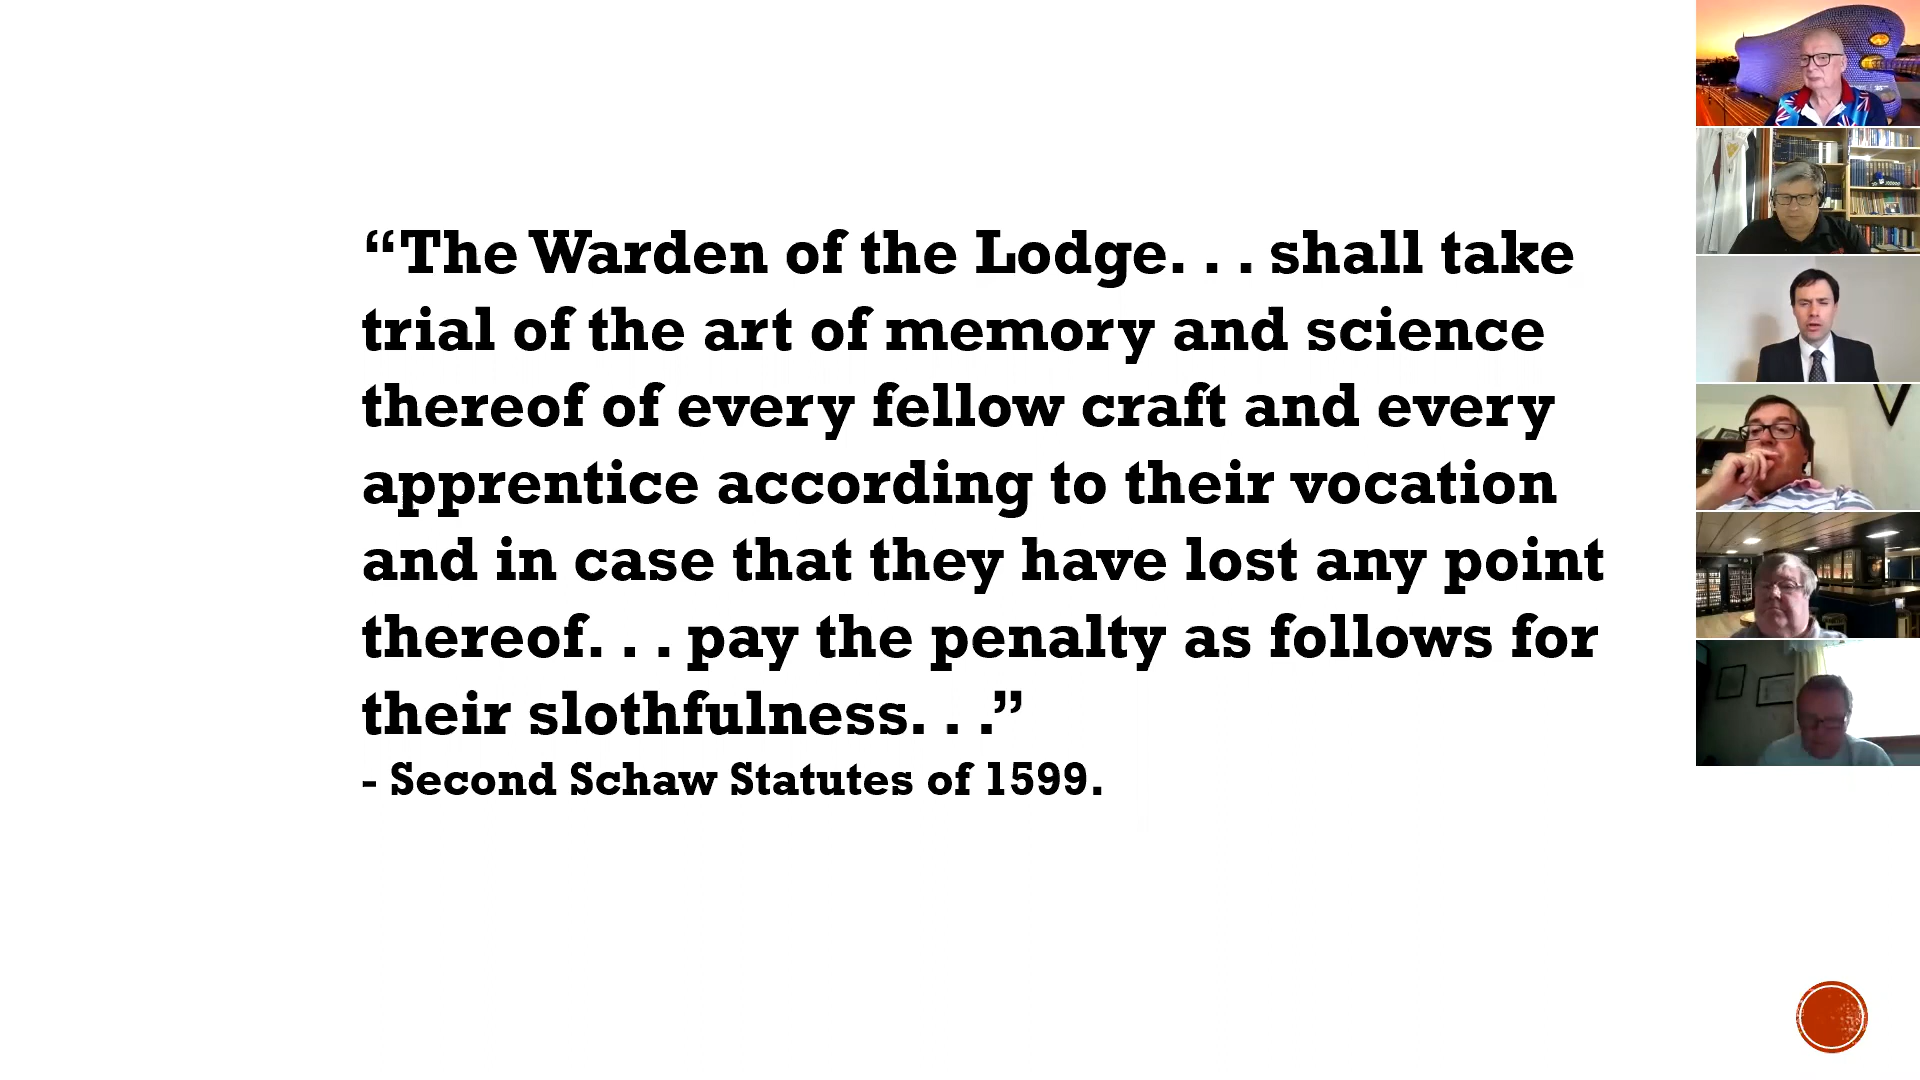 “The Warden of the Lodge. . . shall take
trial of the art of memory and science
thereof of every fellow craft and every
apprentice according to their vocation
and in case that they have lost any point
thereof. . . pay the penalty as follows for
their slothfulness. . .”
- Second Schaw Statutes of 1599.